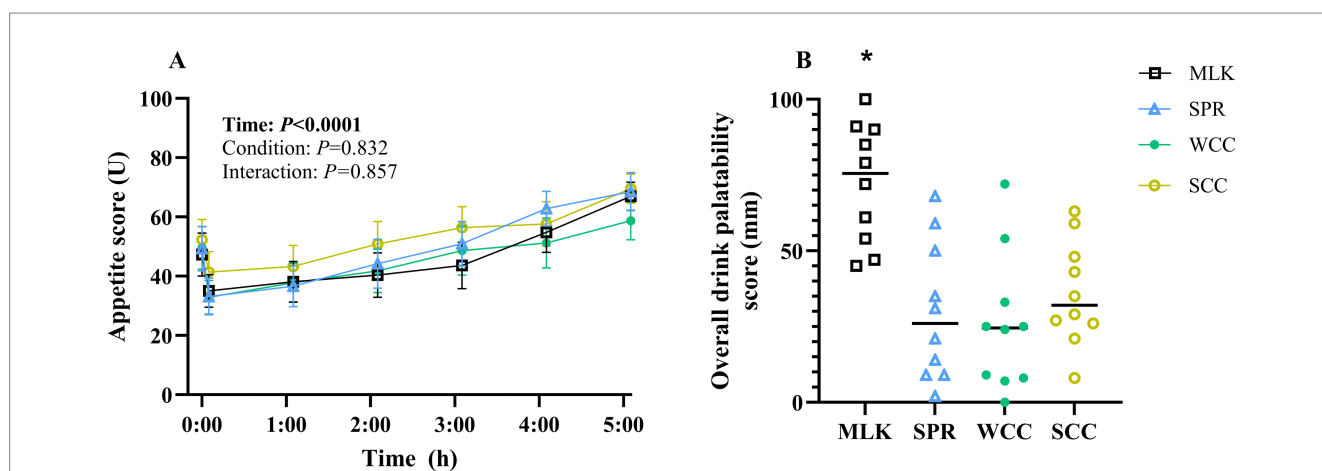 A
Time: P<0.0001
Condition: P=0.832
Interaction: P=0.857
Appetite score (U)
100
80
60
40
20
0
0:00 1:00 2:00 3:00 4:00 5:00
Time (h)
B
*
Overall drink palatability
score (mm)
100
50
0
MLK SPR WCC SCC
MLK
SPR
WCC
SCC